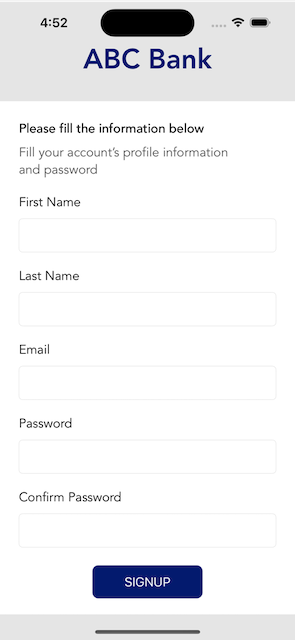 4:52
ABC Bank
Please fill the information below
Fill your account’s profile information
and password
First Name
Last Name
Email
Password
Confirm Password
SIGNUP